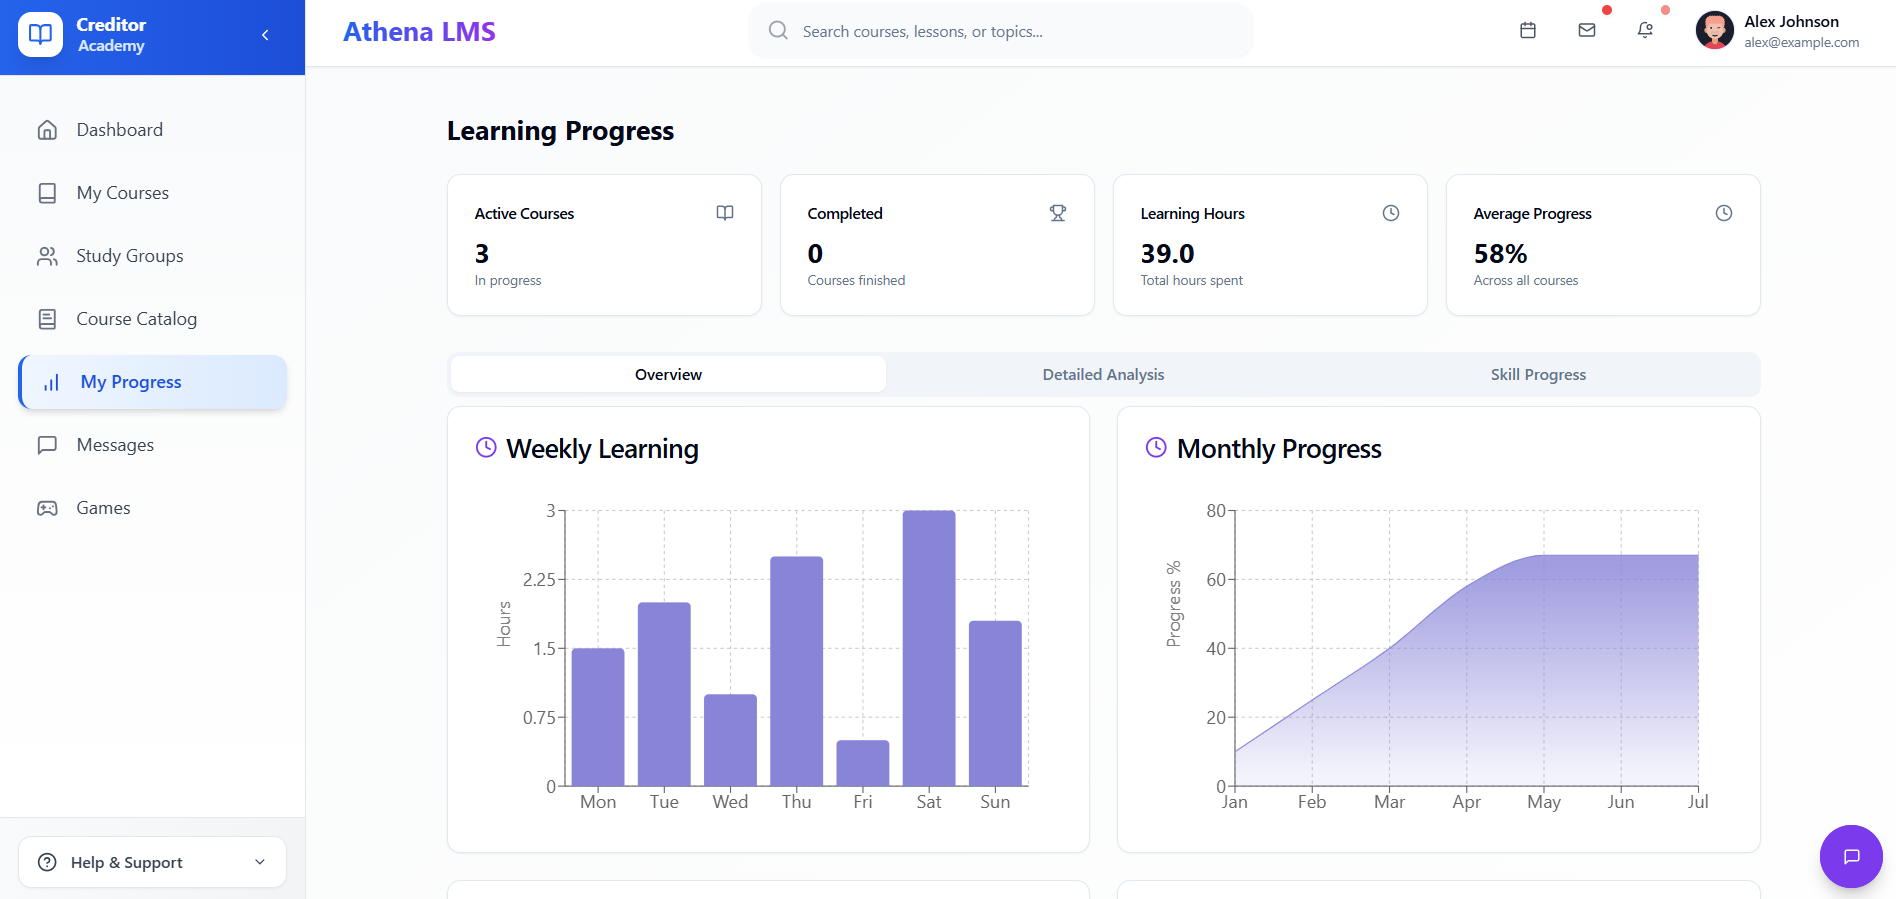 Creditor
Academy
Athena LMS
Search courses, lessons, or topics...
Alex Johnson
alex@example.com
Dashboard
My Courses
Study Groups
Course Catalog
My Progress
Messages
Games
Help & Support
Learning Progress
Active Courses
3
In progress
Completed
0
Courses finished
Learning Hours
39.0
Total hours spent
Average Progress
58%
Across all courses
Overview
Detailed Analysis
Skill Progress
Weekly Learning
3
2.25
1.5
0.75
0
Hours
Mon Tue Wed Thu Fri Sat Sun
Monthly Progress
80
60
40
20
0
Progress %
Jan Feb Mar Apr May Jun Jul